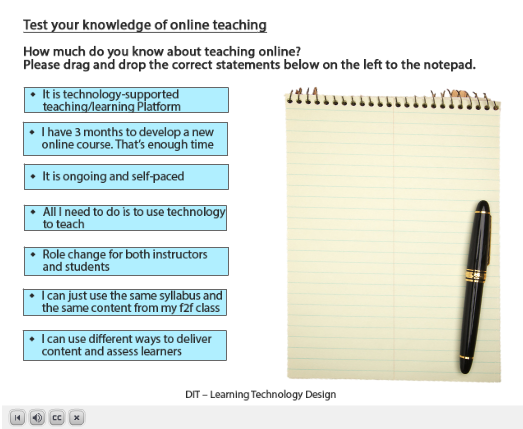 Test your knowledge of online teaching
How much do you know about teaching online?
Please drag and drop the correct statements below on the left to the notepad.
• It is technology-supported
teaching/learning Platform
• I have 3 months to develop a new
online course. That's enough time
• It is ongoing and self-paced
• All I need to do is to use technology
to teach
• Role change for both instructors
and students
• I can just use the same syllabus and
the same content from my f2f class
• I can use different ways to deliver
content and assess learners
DIT – Learning Technology Design
CC